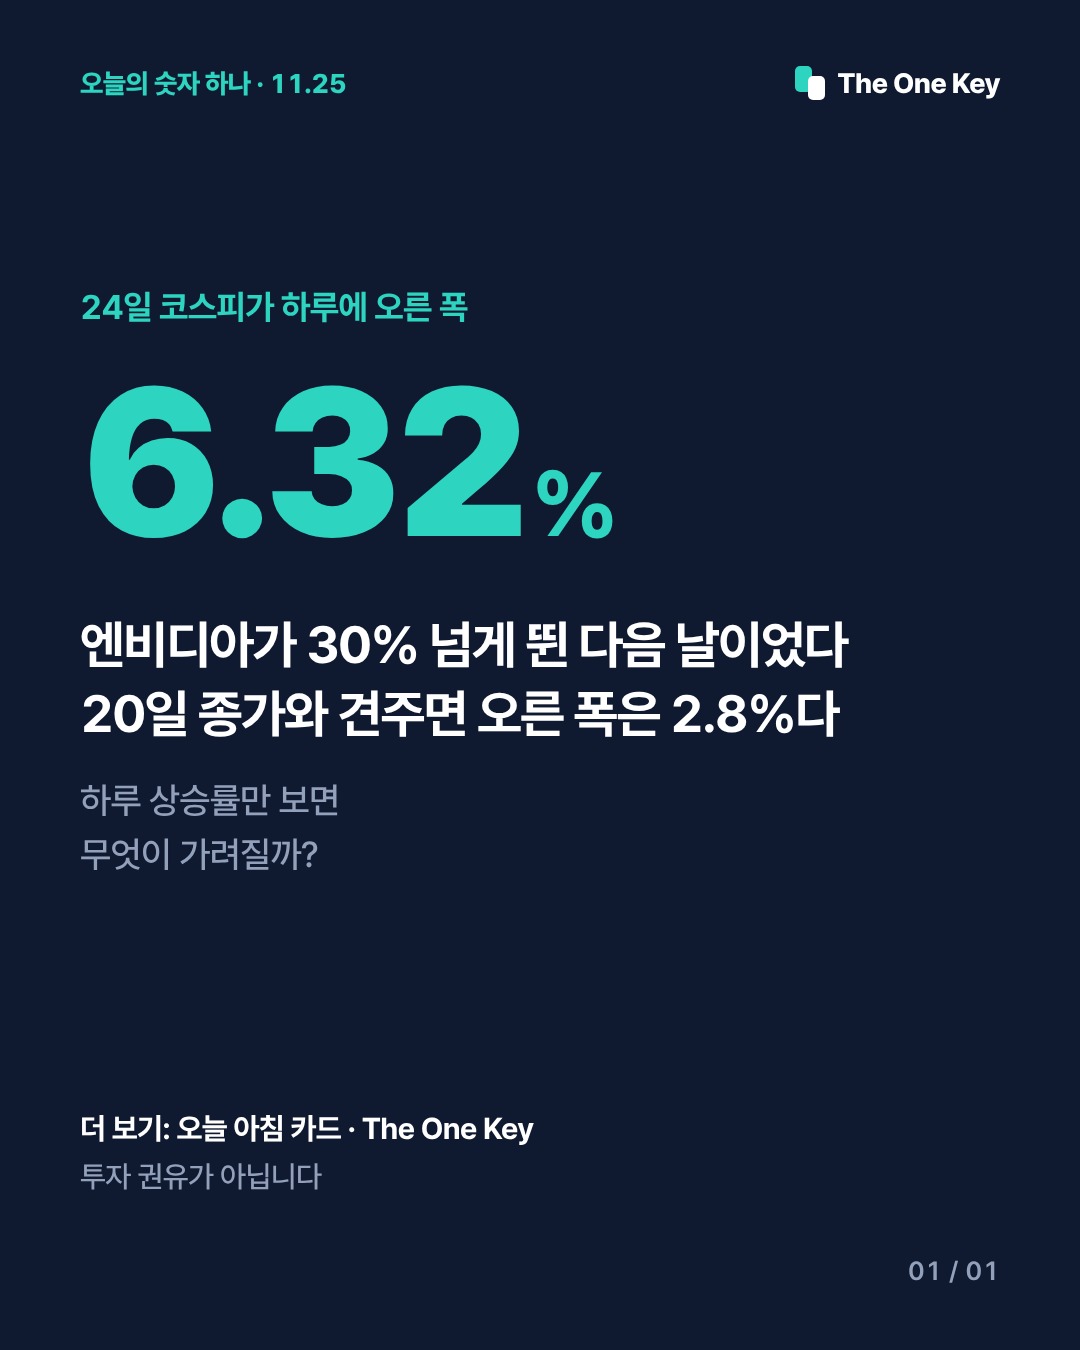 오늘의 숫자 하나 · 11.25
The One Key
24일 코스피가 하루에 오른 폭
6.32%
엔비디아가 30% 넘게 뛴 다음 날이었다
20일 종가와 견주면 오른 폭은 2.8%다
하루 상승률만 보면
무엇이 가려질까?
더 보기: 오늘 아침 카드 · The One Key
투자 권유가 아닙니다
01 / 01